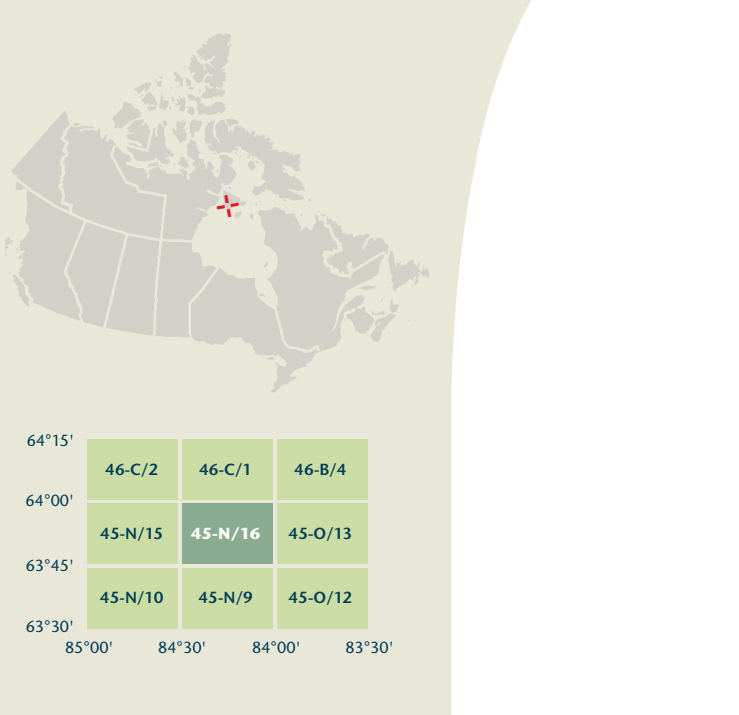 64°15'
46-C/2 46-C/1 46-B/4
64°00'
45-N/15 45-N/16 45-O/13
63°45'
45-N/10 45-N/9 45-O/12
63°30'
85°00' 84°30' 84°00' 83°30'